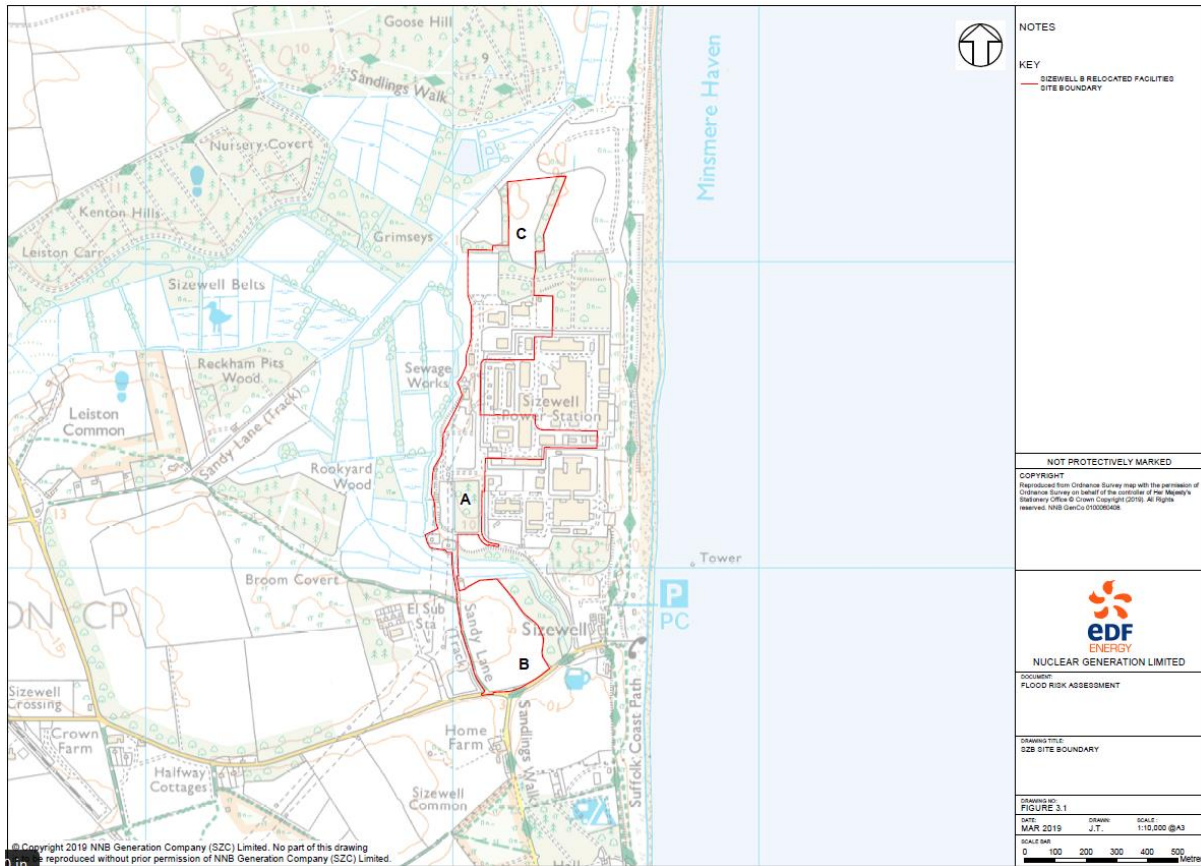 Goose Hill
9
Sandlings Walk
Nursery Covert
Kenton Hills
Grimseys
Leiston Carr
Sizewell Belts
Minsmere Haven
C
Reckham Pits
Wood
Sewage
Works
Leiston
Common
Sizewell
Power Station
Sandy Lane (Track)
Rookyard
Wood
A
10
13
Tower
Broom Covert
ON CP
El Sub
Sta
Sandy Lane
(Track)
Sizewell
P
PC
B
Sizewell
Crossing
Crown
Farm
Home
Farm
Sandlings Walk
Suffolk Coast Path
Halfway
Cottages
Sizewell
Common
Hall
© Copyright 2019 NNB Generation Company (SZC) Limited. No part of this drawing
be reproduced without prior permission of NNB Generation Company (SZC) Limited.
NOTES
KEY
SIZEWELL B RELOCATED FACILITIES
SITE BOUNDARY
NOT PROTECTIVELY MARKED
COPYRIGHT
Reproduced from Ordnance Survey map with the permission of
Ordnance Survey on behalf of the controller of Her Majesty's
Stationery Office © Crown Copyright (2019). All Rights
reserved. NNB GenCo 0100060408.
edf
ENERGY
NUCLEAR GENERATION LIMITED
DOCUMENT:
FLOOD RISK ASSESSMENT
DRAWING TITLE:
SZB SITE BOUNDARY
DRAWING NO:
FIGURE 3.1
DATE: DRAWN: SCALE:
MAR 2019 J.T. 1:10,000 @A3
SCALE BAR
0 100 200 300 400 500
Metres